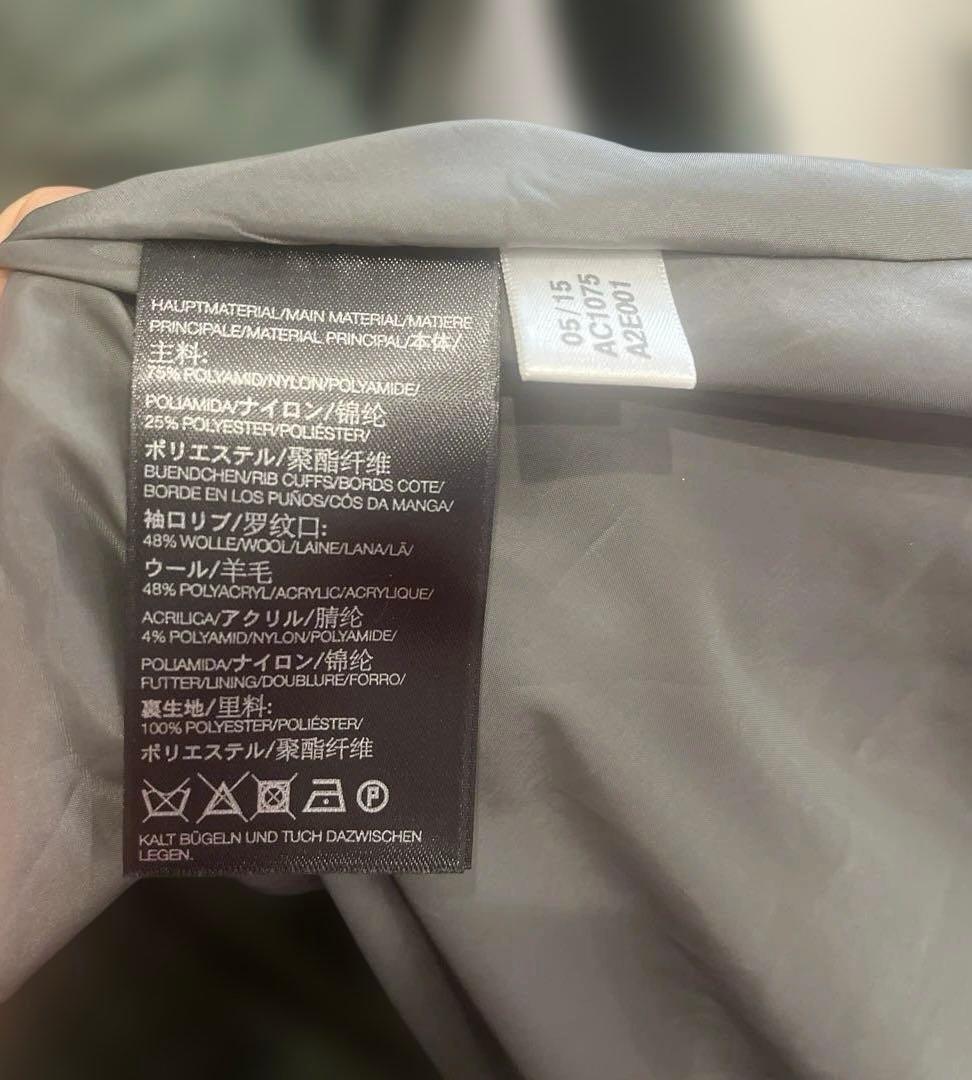 HAUPTMATERIAL/MAIN MATERIAL/MATIERE
PRINCIPALE/MATERIAL PRINCIPAL/本体/
主料:
75% POLYAMID/NYLON/POLYAMIDE/
POLIAMIDA/ナイロン/锦纶
25% POLYESTER/POLIÉSTER/
ポリエステル/聚酯纤维
BUENDCHEN/RIB CUFFS/BORDS COTE/
BORDE EN LOS PUÑOS/CÓS DA MANGA/
袖口リブ/罗纹口:
48% WOLLE/WOOL/LAINE/LANA/LÃ/
ウール/羊毛
48% POLYACRYL/ACRYLIC/ACRYLIQUE/
ACRILICA/アクリル/腈纶
4% POLYAMID/NYLON/POLYAMIDE/
POLIAMIDA/ナイロン/锦纶
FUTTER/LINING/DOUBLURE/FORRO/
裏生地/里料:
100% POLYESTER/POLIÉSTER/
ポリエステル/聚酯纤维
P
KALT BÜGELN UND TUCH DAZWISCHEN
LEGEN.
05/15
AC1075
A2E001